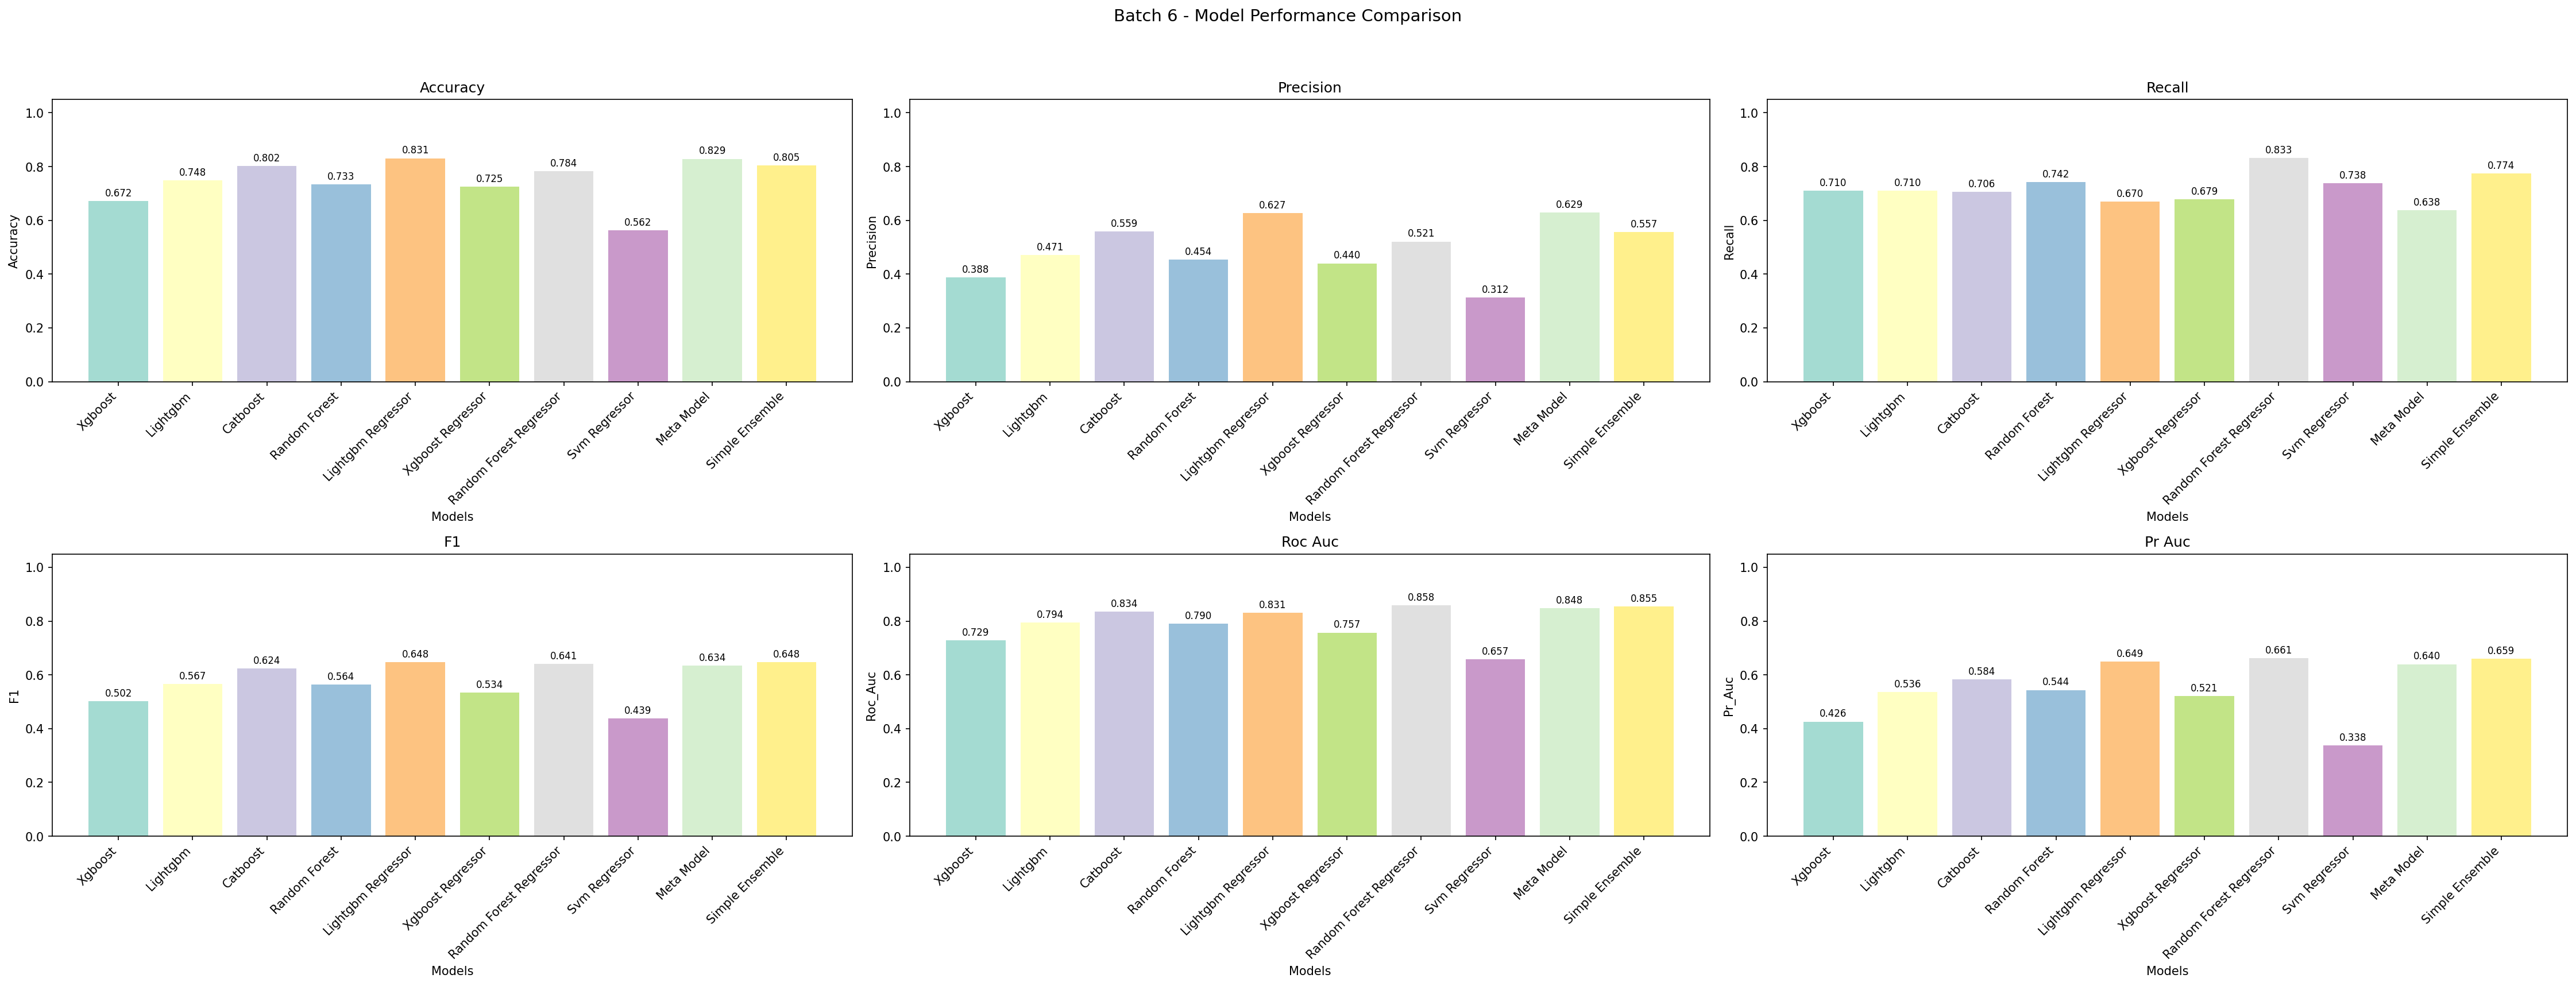 Batch 6 - Model Performance Comparison
Accuracy
1.0
0.8
0.6
0.4
0.2
0.0
Accuracy
0.672
0.748
0.802
0.733
0.831
0.725
0.784
0.562
0.829
0.805
Xgboost
Lightgbm
Catboost
Random Forest
Lightgbm Regressor
Xgboost Regressor
Random Forest Regressor
Svm Regressor
Meta Model
Simple Ensemble
Models
Precision
1.0
0.8
0.6
0.4
0.2
0.0
Precision
0.388
0.471
0.559
0.454
0.627
0.440
0.521
0.312
0.629
0.557
Xgboost
Lightgbm
Catboost
Random Forest
Lightgbm Regressor
Xgboost Regressor
Random Forest Regressor
Svm Regressor
Meta Model
Simple Ensemble
Models
Recall
1.0
0.8
0.6
0.4
0.2
0.0
Recall
0.710
0.710
0.706
0.742
0.670
0.679
0.833
0.738
0.638
0.774
Xgboost
Lightgbm
Catboost
Random Forest
Lightgbm Regressor
Xgboost Regressor
Random Forest Regressor
Svm Regressor
Meta Model
Simple Ensemble
Models
F1
1.0
0.8
0.6
0.4
0.2
0.0
F1
0.502
0.567
0.624
0.564
0.648
0.534
0.641
0.439
0.634
0.648
Xgboost
Lightgbm
Catboost
Random Forest
Lightgbm Regressor
Xgboost Regressor
Random Forest Regressor
Svm Regressor
Meta Model
Simple Ensemble
Models
Roc Auc
1.0
0.8
0.6
0.4
0.2
0.0
Roc_Auc
0.729
0.794
0.834
0.790
0.831
0.757
0.858
0.657
0.848
0.855
Xgboost
Lightgbm
Catboost
Random Forest
Lightgbm Regressor
Xgboost Regressor
Random Forest Regressor
Svm Regressor
Meta Model
Simple Ensemble
Models
Pr Auc
1.0
0.8
0.6
0.4
0.2
0.0
Pr_Auc
0.426
0.536
0.584
0.544
0.649
0.521
0.661
0.338
0.640
0.659
Xgboost
Lightgbm
Catboost
Random Forest
Lightgbm Regressor
Xgboost Regressor
Random Forest Regressor
Svm Regressor
Meta Model
Simple Ensemble
Models